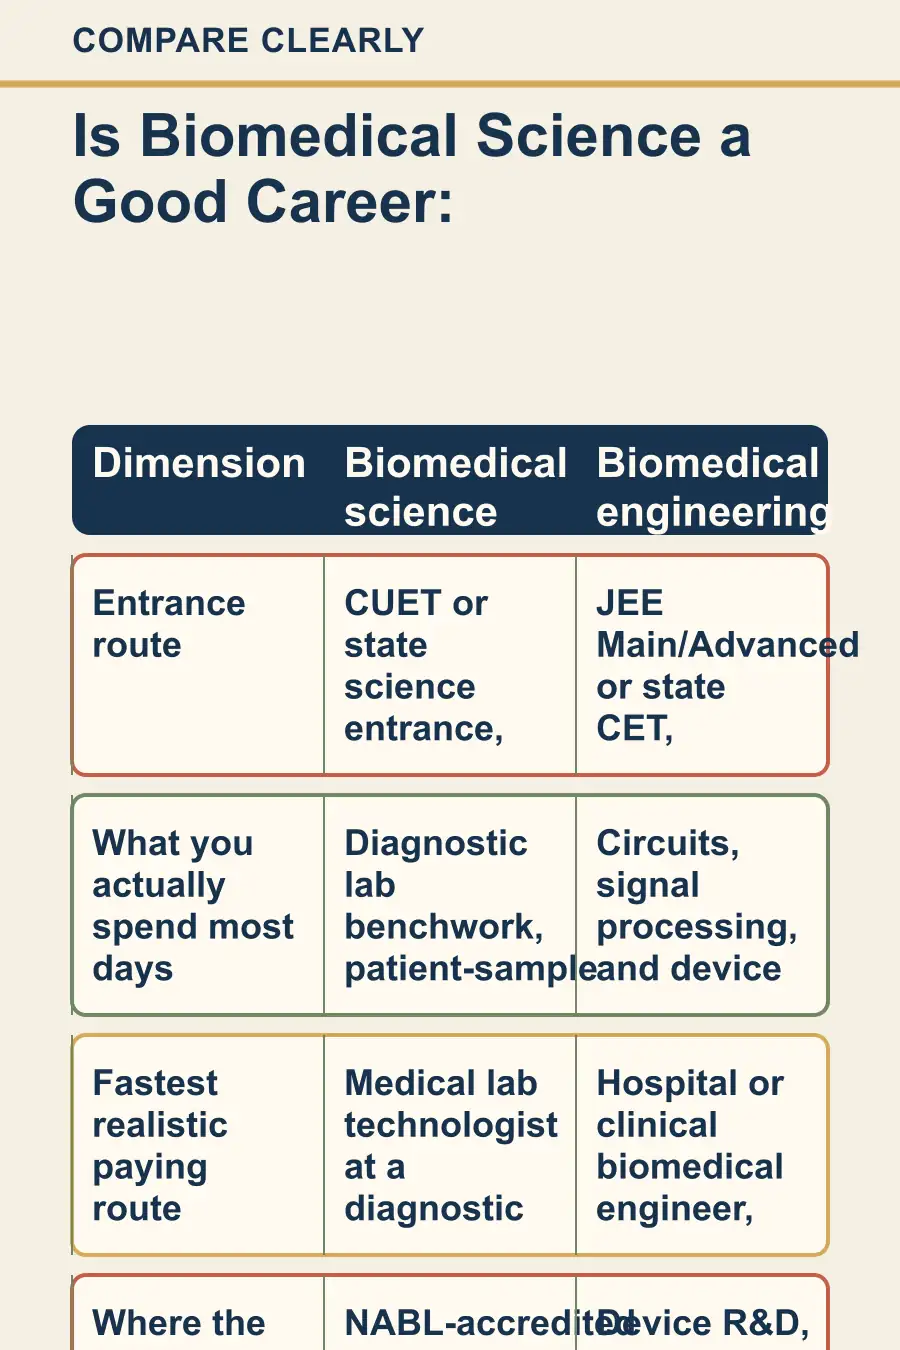 COMPARE CLEARLY
Is Biomedical Science a
Good Career:
Dimension
Biomedical
science
Biomedical
engineering
Entrance
route
CUET or
state
science
entrance,
JEE
Main/Advanced
or state
CET,
What you
actually
spend most
days
Diagnostic
lab
benchwork,
patient-sample
Circuits,
signal
processing,
and device
Fastest
realistic
paying
route
Medical lab
technologist
at a
diagnostic
Hospital or
clinical
biomedical
engineer,
Where the
NABL-accredited
Device R&D,